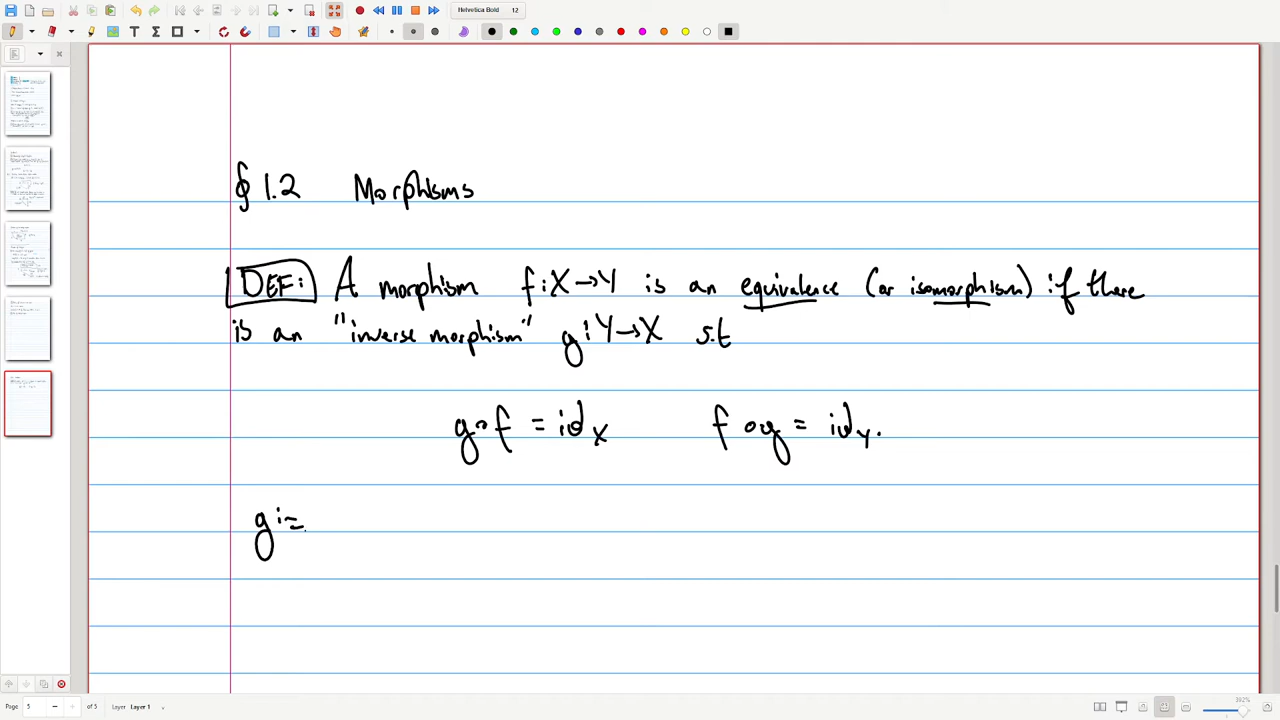 Helvetica Bold 12
§ 1.2 Morphisms
DEF: A morphism f:X→Y is an equivalence (or isomorphism) if there
is an "inverse morphism" g:Y→X s.t
g∘f = id_X f∘g = id_Y.
g:=
Page 5 of 5 Layer Layer 1
392%